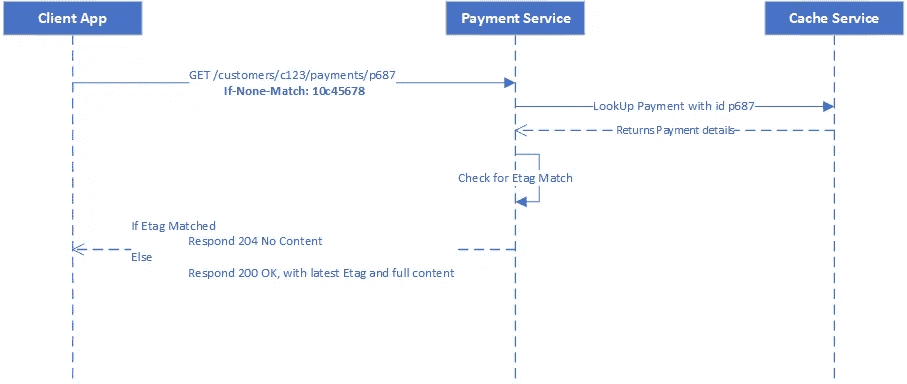 Client App
Payment Service
Cache Service
GET /customers/c123/payments/p687
If-None-Match: 10c45678
LookUp Payment with id p687
Returns Payment details
Check for Etag Match
If Etag Matched
Respond 204 No Content
Else
Respond 200 OK, with latest Etag and full content